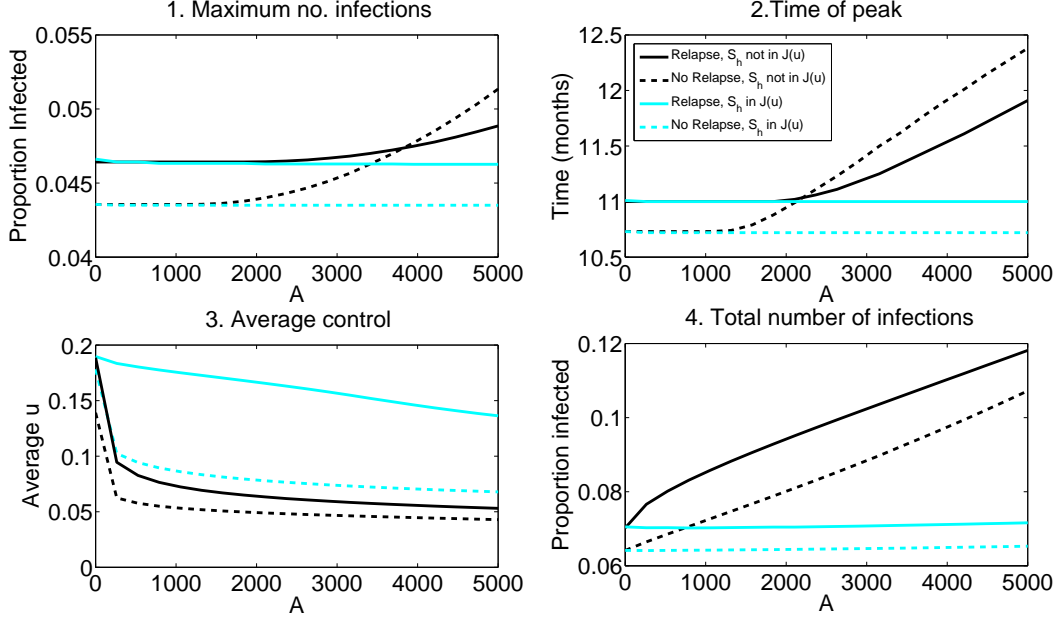 1. Maximum no. infections
0.055
0.05
0.045
0.04
Proportion Infected
0 1000 2000 3000 4000 5000
A
2.Time of peak
12.5
12
11.5
11
10.5
Time (months)
Relapse, S_h not in J(u)
No Relapse, S_h not in J(u)
Relapse, S_h in J(u)
No Relapse, S_h in J(u)
0 1000 2000 3000 4000 5000
A
3. Average control
0.2
0.15
0.1
0.05
0
Average u
0 1000 2000 3000 4000 5000
A
4. Total number of infections
0.12
0.1
0.08
0.06
Proportion infected
0 1000 2000 3000 4000 5000
A